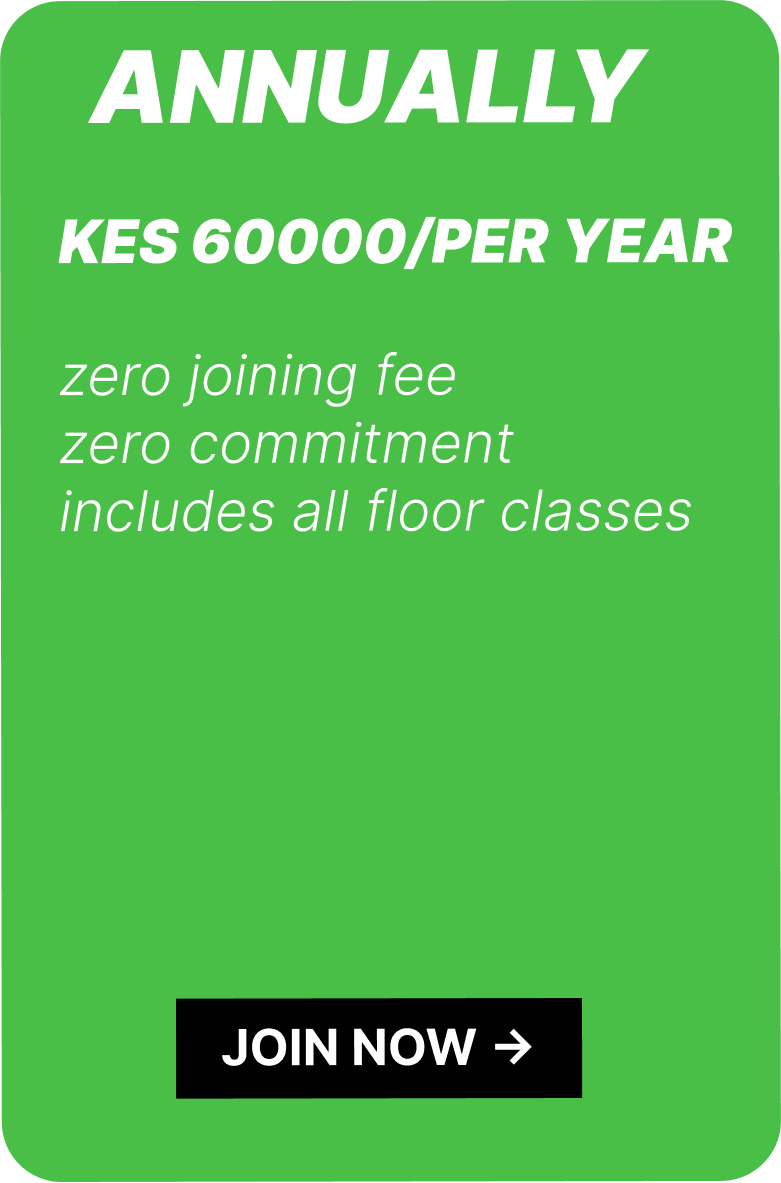 ANNUALLY
KES 60000/PER YEAR
zero joining fee
zero commitment
includes all floor classes
JOIN NOW →